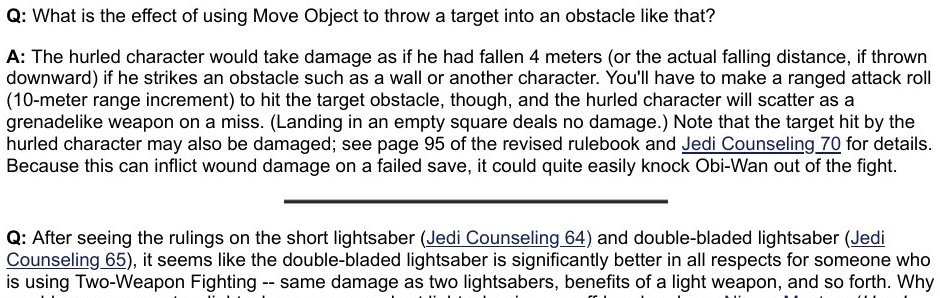 Q: What is the effect of using Move Object to throw a target into an obstacle like that?
A: The hurled character would take damage as if he had fallen 4 meters (or the actual falling distance, if thrown
downward) if he strikes an obstacle such as a wall or another character. You'll have to make a ranged attack roll
(10-meter range increment) to hit the target obstacle, though, and the hurled character will scatter as a
grenadelike weapon on a miss. (Landing in an empty square deals no damage.) Note that the target hit by the
hurled character may also be damaged; see page 95 of the revised rulebook and Jedi Counseling 70 for details.
Because this can inflict wound damage on a failed save, it could quite easily knock Obi-Wan out of the fight.
Q: After seeing the rulings on the short lightsaber (Jedi Counseling 64) and double-bladed lightsaber (Jedi
Counseling 65), it seems like the double-bladed lightsaber is significantly better in all respects for someone who
is using Two-Weapon Fighting -- same damage as two lightsabers, benefits of a light weapon, and so forth. Why